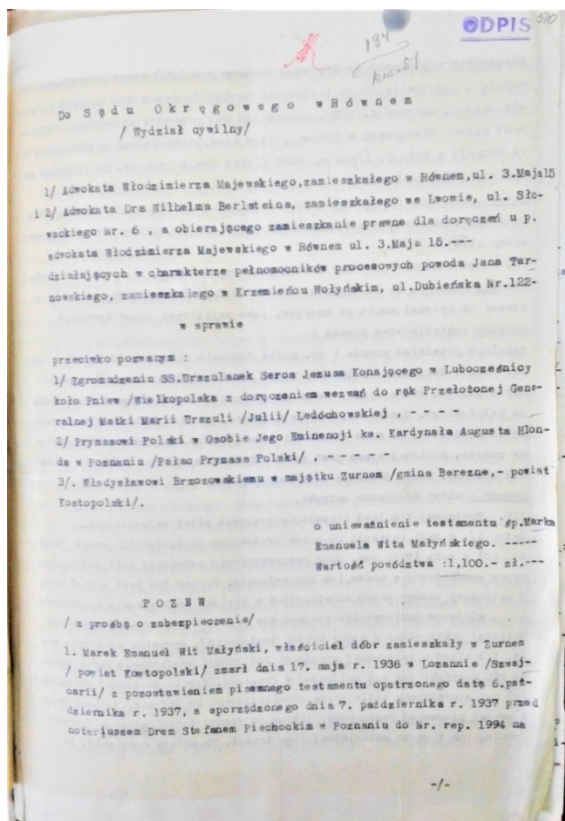 ODPIS 510
194
Do Sądu Okręgowego w Równem
/ Wydział cywilny/
1/ Adwokata Włodzimierza Majewskiego,zamieszkałego w Równem,ul. 3.Maja15
i 2/ Adwokata Dra Wilhelma Berlsteina, zamieszkałego we Lwowie, ul. Sło-
wackiego Nr. 6 , a obierającego zamieszkanie prawne dla doręczeń u p.
adwokata Włodzimierza Majewskiego w Równem ul. 3.Maja 15.----
działających w charakterze pełnomocników procesowych powoda Jana Tar-
nowskiego, zamieszkałego w Krzemieńcu Wołyńskim, ul.Dubieńska Nr.122-
w sprawie
przeciwko pozwanym :
1/ Zgromadzeniu SS.Urszulanek Serca Jezusa Konającego w Luboczeźnicy
koło Pniew /Wielkopolska z doręczeniem wezwań do rąk Przełożonej Gene-
ralnej Matki Marii Urszuli /Julii/ Ledóchowskiej , - - - -
2/ Prymasowi Polski w Osobie Jego Eminencji ks. Kardynała Augusta Hlon-
da w Poznaniu /Pałac Prymasa Polski/ , - - - - -
3/. Władysławowi Brzozowskiemu w majątku Zurnem /gmina Berezne,- powiat
Kostopolski/.
o unieważnienie testamentu śp.Marka
Emanuela Wita Małyńskiego. -----
Wartość powództwa :1,100.- zł.---
POZEW
/ z prośbą o zabezpieczenie/
1. Marek Emanuel Wit Małyński, właściciel dóbr zamieszkały w Zurnem
/ powiat Kostopolski/ zmarł dnia 17. maja r. 1938 w Lozannie /Szwaj-
carii/ z pozostawieniem pisemnego testamentu opatrzonego datą 6.paź-
dziernika r. 1937, a sporządzonego dnia 7. października r. 1937 przed
notariuszem Drem Stefanem Piechockim w Poznaniu do Nr. rep. 1994 na
-/-